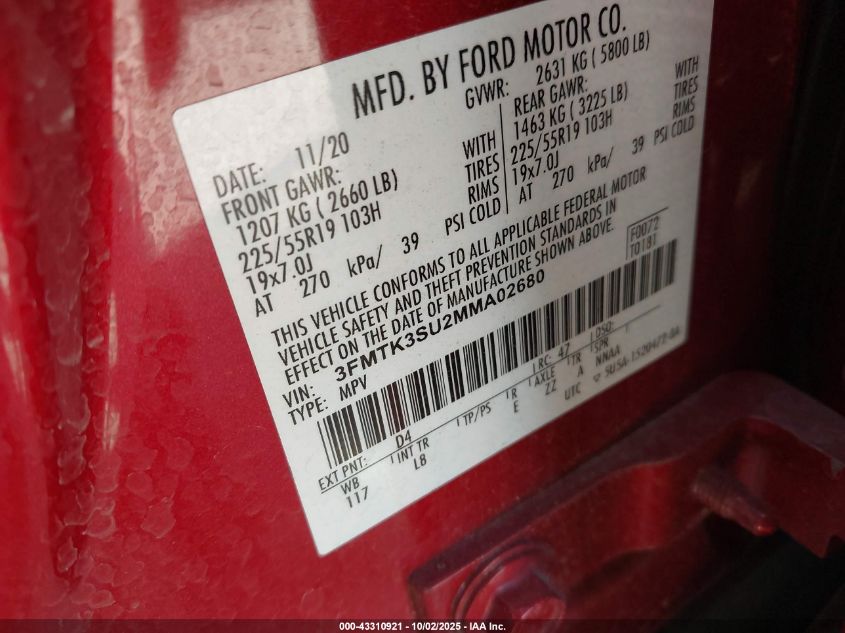 MFD. BY FORD MOTOR CO.
DATE: 11/20 GVWR: 2631 KG ( 5800 LB)
FRONT GAWR: REAR GAWR:
1207 KG ( 2660 LB) WITH 1463 KG ( 3225 LB) WITH
225/55R19 103H TIRES 225/55R19 103H TIRES
19x7.0J RIMS 19x7.0J RIMS
AT 270 kPa/ 39 PSI COLD AT 270 kPa/ 39 PSI COLD
THIS VEHICLE CONFORMS TO ALL APPLICABLE FEDERAL MOTOR
VEHICLE SAFETY AND THEFT PREVENTION STANDARDS IN
EFFECT ON THE DATE OF MANUFACTURE SHOWN ABOVE.
F0072
T0181
VIN: 3FMTK3SU2MMA02680
TYPE: MPV
EXT PNT: D4 RC: 47 DSO:
WB INT TR TP/PS R AXLE TR SPR
117 LB E ZZ A NNAA
UTC 5U5A-1520472-0A
000-43310921 - 10/02/2025 - IAA Inc.